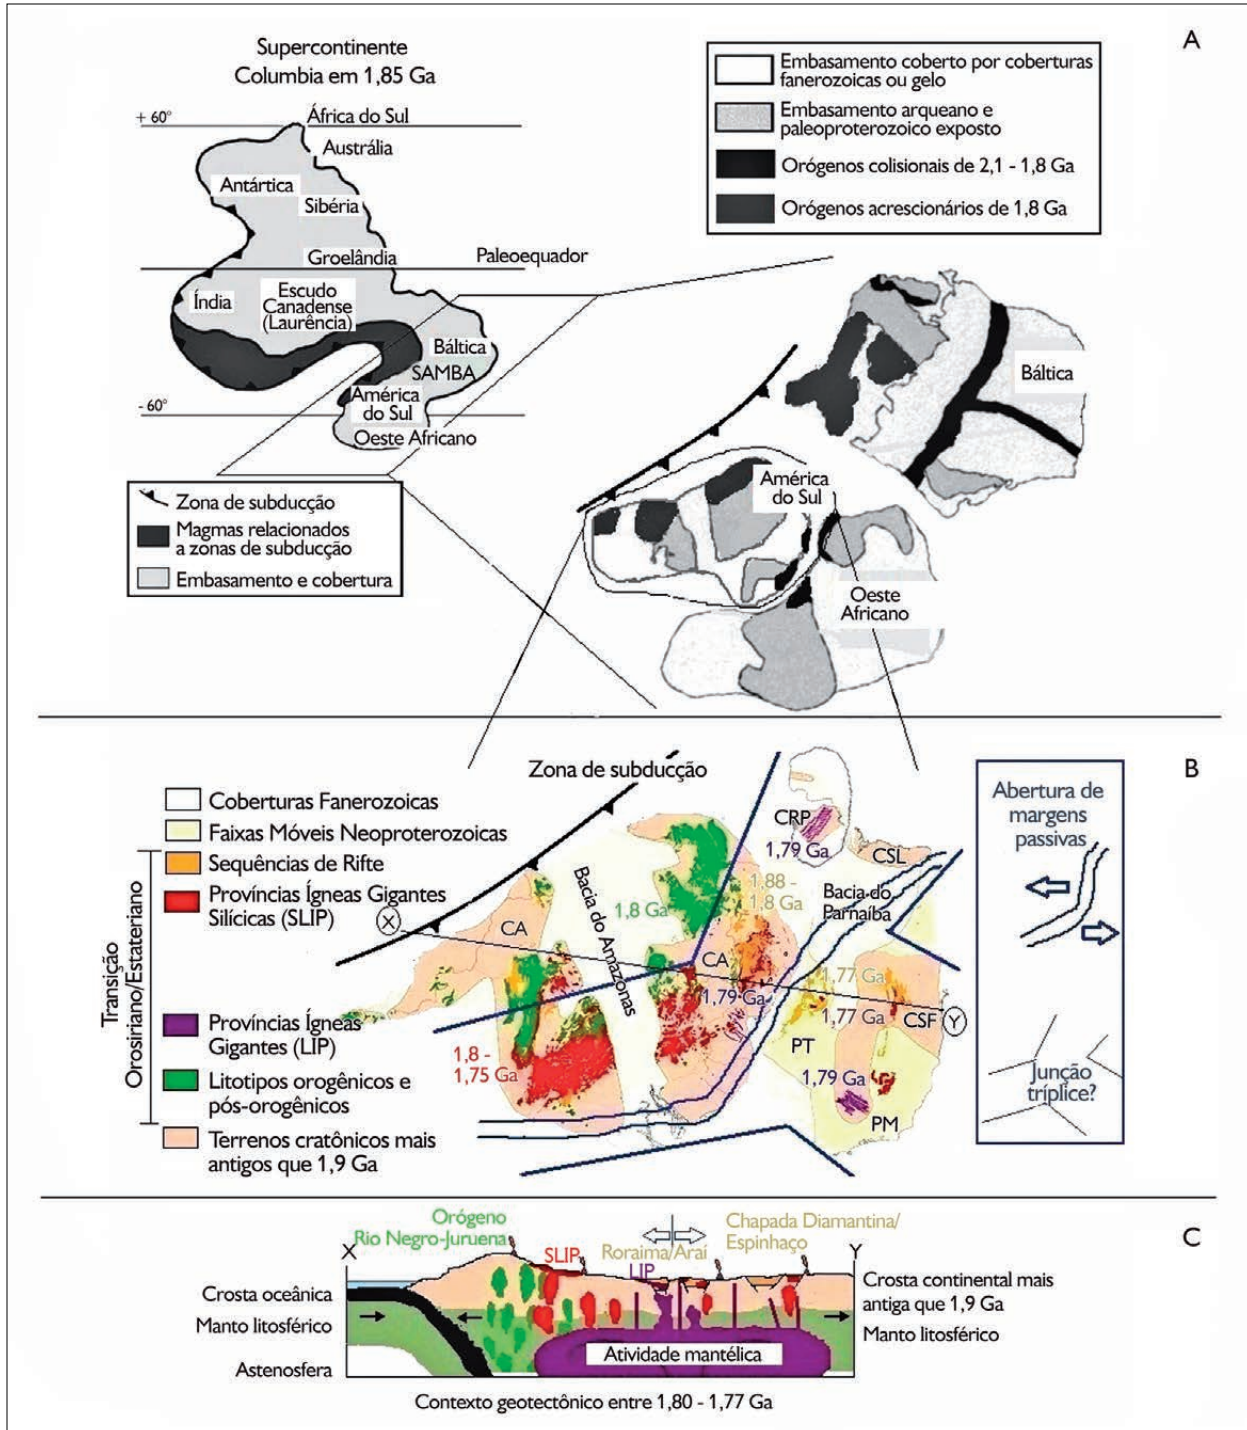 A
Supercontinente
Columbia em 1,85 Ga
+ 60°
África do Sul
Austrália
Antártica
Sibéria
Groelândia
Paleoequador
Índia
Escudo
Canadense
(Laurência)
Báltica
SAMBA
América
do Sul
- 60°
Oeste Africano
Zona de subducção
Magmas relacionados
a zonas de subducção
Embasamento e cobertura
Embasamento coberto por coberturas
fanerozoicas ou gelo
Embasamento arqueano e
paleoproterozoico exposto
Orógenos colisionais de 2,1 - 1,8 Ga
Orógenos acrescionários de 1,8 Ga
Báltica
América
do Sul
Oeste
Africano
B
Zona de subducção
Coberturas Fanerozoicas
Faixas Móveis Neoproterozoicas
Sequências de Rifte
Províncias Ígneas Gigantes
Silícicas (SLIP)
Províncias Ígneas
Gigantes (LIP)
Litotipos orogênicos e
pós-orogênicos
Terrenos cratônicos mais
antigos que 1,9 Ga
Transição
Orosiriano/Estateriano
X
CA
Bacia do Amazonas
1,8 Ga
CRP
1,79 Ga
CSL
1,88 -
1,8 Ga
Bacia do
Parnaíba
CA
1,79 Ga
1,77 Ga
1,77 Ga
CSF
Y
PT
1,8 -
1,75 Ga
1,79 Ga
PM
Abertura de
margens
passivas
Junção
tríplice?
C
Orógeno
Rio Negro-Juruena
X
SLIP
Roraima/Araí
LIP
Chapada Diamantina/
Espinhaço
Y
Crosta oceânica
Manto litosférico
Astenosfera
Atividade mantélica
Crosta continental mais
antiga que 1,9 Ga
Manto litosférico
Contexto geotectônico entre 1,80 - 1,77 Ga